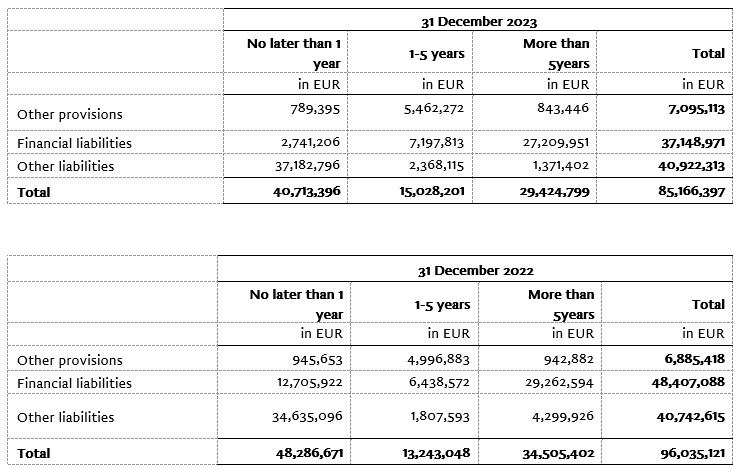 31 December 2023
No later than 1 year 1-5 years More than 5years Total
in EUR in EUR in EUR in EUR
Other provisions 789,395 5,462,272 843,446 7,095,113
Financial liabilities 2,741,206 7,197,813 27,209,951 37,148,971
Other liabilities 37,182,796 2,368,115 1,371,402 40,922,313
Total 40,713,396 15,028,201 29,424,799 85,166,397
31 December 2022
No later than 1 year 1-5 years More than 5years Total
in EUR in EUR in EUR in EUR
Other provisions 945,653 4,996,883 942,882 6,885,418
Financial liabilities 12,705,922 6,438,572 29,262,594 48,407,088
Other liabilities 34,635,096 1,807,593 4,299,926 40,742,615
Total 48,286,671 13,243,048 34,505,402 96,035,121